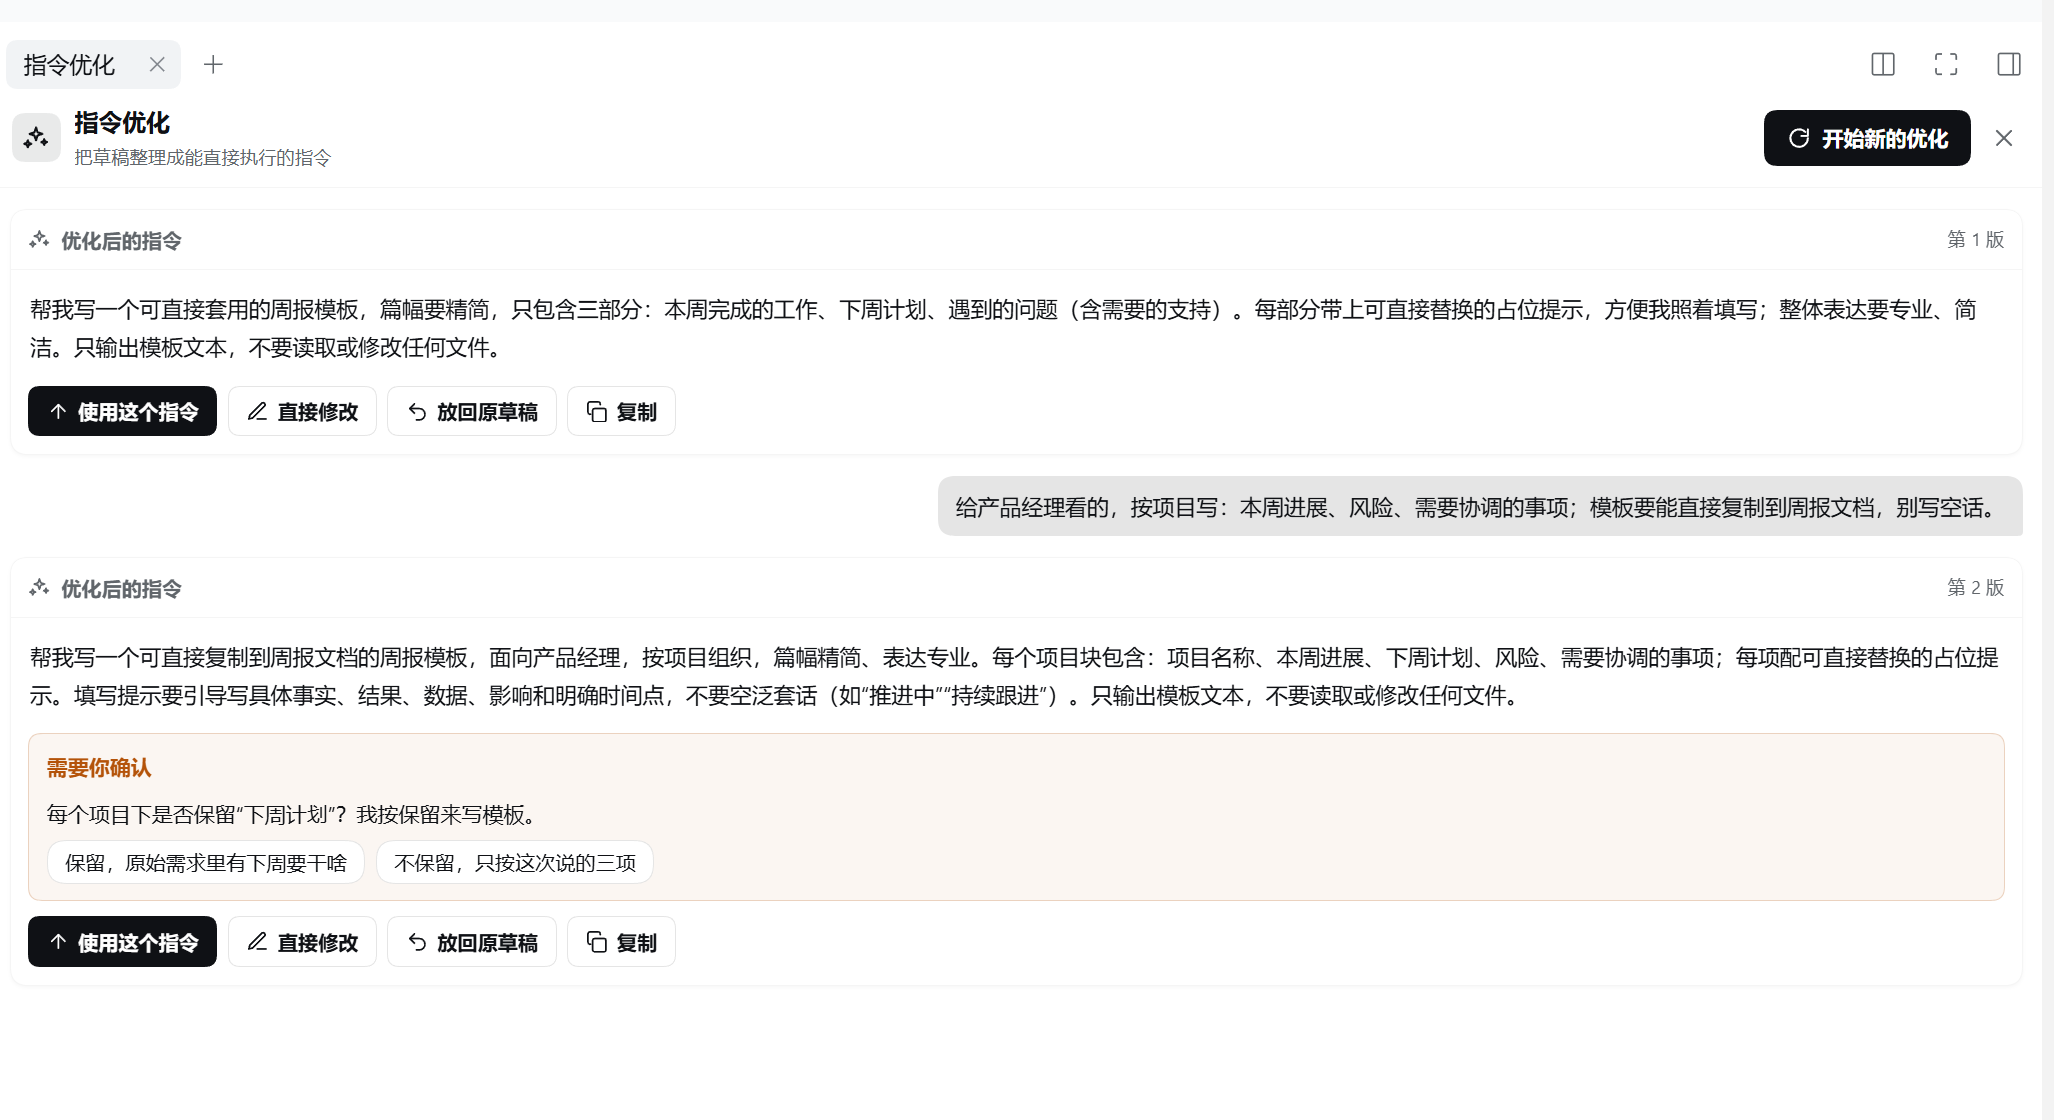 指令优化
指令优化
把草稿整理成能直接执行的指令
开始新的优化
优化后的指令
第 1 版
帮我写一个可直接套用的周报模板，篇幅要精简，只包含三部分：本周完成的工作、下周计划、遇到的问题（含需要的支持）。每部分带上可直接替换的占位提示，方便我照着填写；整体表达要专业、简
洁。只输出模板文本，不要读取或修改任何文件。
使用这个指令
直接修改
放回原草稿
复制
给产品经理看的，按项目写：本周进展、风险、需要协调的事项；模板要能直接复制到周报文档，别写空话。
优化后的指令
第 2 版
帮我写一个可直接复制到周报文档的周报模板，面向产品经理，按项目组织，篇幅精简、表达专业。每个项目块包含：项目名称、本周进展、下周计划、风险、需要协调的事项；每项配可直接替换的占位提
示。填写提示要引导写具体事实、结果、数据、影响和明确时间点，不要空泛套话（如“推进中”“持续跟进”）。只输出模板文本，不要读取或修改任何文件。
需要你确认
每个项目下是否保留“下周计划”？我按保留来写模板。
保留，原始需求里有下周要干啥
不保留，只按这次说的三项
使用这个指令
直接修改
放回原草稿
复制